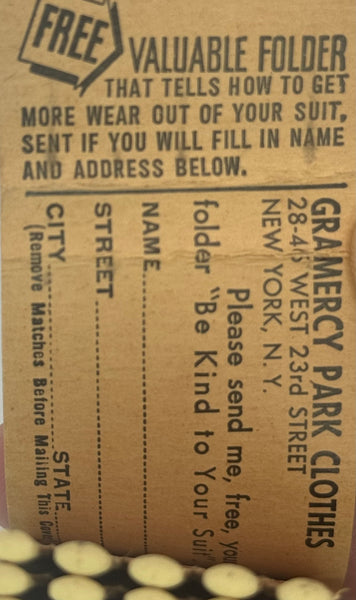 FREE
VALUABLE FOLDER
THAT TELLS HOW TO GET
MORE WEAR OUT OF YOUR SUIT,
SENT IF YOU WILL FILL IN NAME
AND ADDRESS BELOW.
GRAMERCY PARK CLOTHES
28-46 WEST 23rd STREET
NEW YORK, N. Y.
Please send me, free,
folder "Be Kind to Your
NAME
STREET
CITY STATE
(Remove Matches Before Mailing This